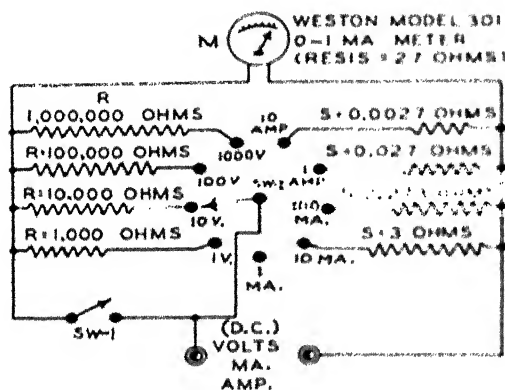 WESTON MODEL 301
M
0-1 MA METER
(RESIS = 27 OHMS)
R
1,000,000 OHMS
10 AMP
S=0.0027 OHMS
1000V
R=100,000 OHMS
S=0.027 OHMS
100V
1 AMP
SW-2
R=10,000 OHMS
10V.
100 MA.
R=1,000 OHMS
S=3 OHMS
1V.
1 MA.
10 MA.
SW-1
(D.C.)
VOLTS
MA.
AMP.